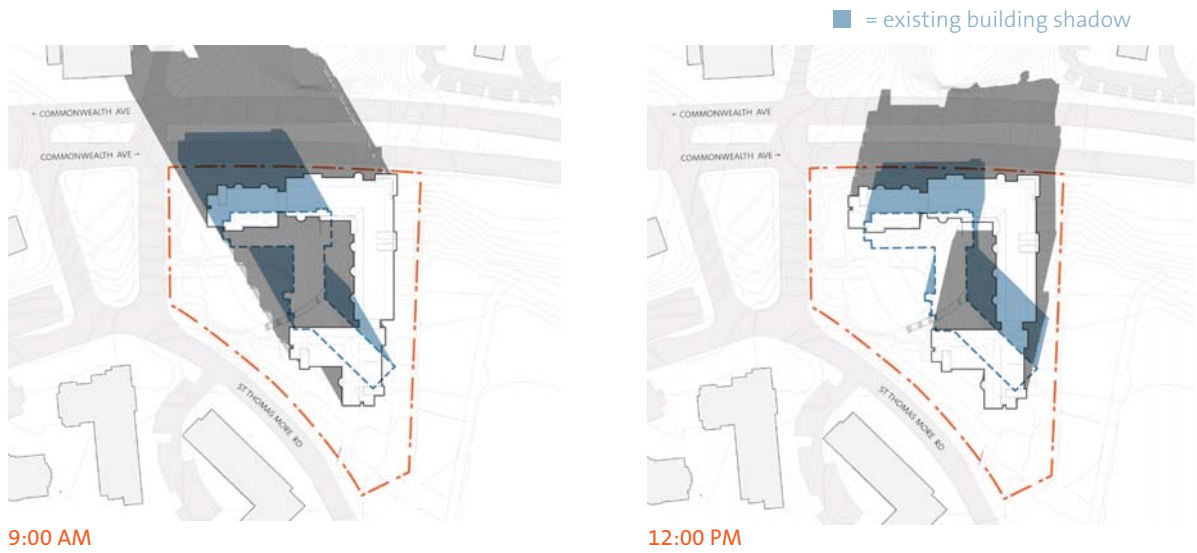 = existing building shadow
← COMMONWEALTH AVE
COMMONWEALTH AVE →
ST THOMAS MORE RD
9:00 AM
← COMMONWEALTH AVE
COMMONWEALTH AVE →
ST THOMAS MORE RD
12:00 PM